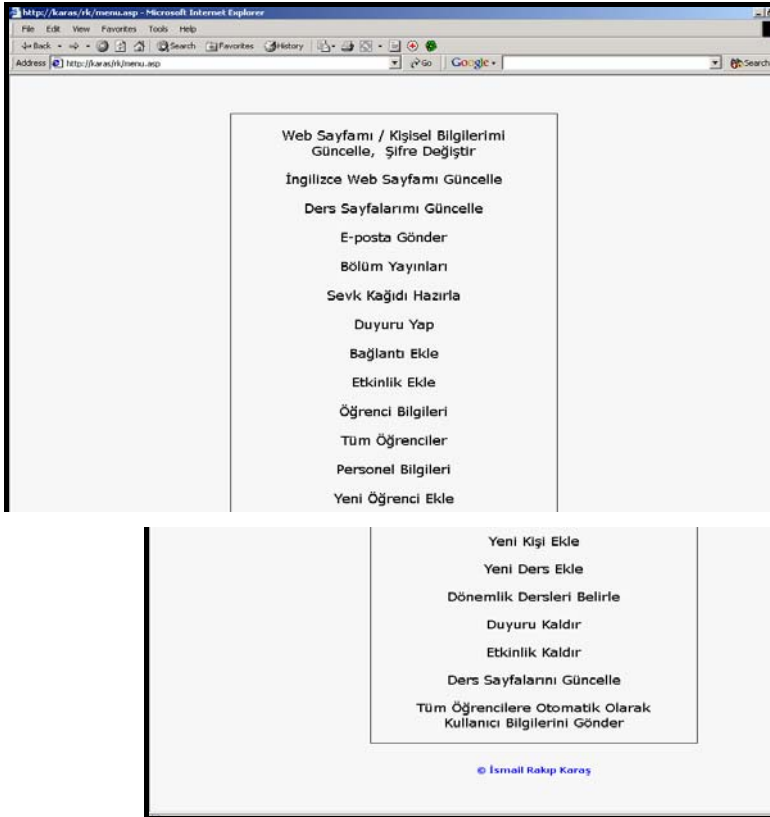 http://karas/rk/menu.asp - Microsoft Internet Explorer
File Edit View Favorites Tools Help
Back Search Favorites History
Address http://karas/rk/menu.asp Go Google Search
Web Sayfamı / Kişisel Bilgilerimi
Güncelle, Şifre Değiştir
İngilizce Web Sayfamı Güncelle
Ders Sayfalarımı Güncelle
E-posta Gönder
Bölüm Yayınları
Sevk Kağıdı Hazırla
Duyuru Yap
Bağlantı Ekle
Etkinlik Ekle
Öğrenci Bilgileri
Tüm Öğrenciler
Personel Bilgileri
Yeni Öğrenci Ekle
Yeni Kişi Ekle
Yeni Ders Ekle
Dönemlik Dersleri Belirle
Duyuru Kaldır
Etkinlik Kaldır
Ders Sayfalarını Güncelle
Tüm Öğrencilere Otomatik Olarak
Kullanıcı Bilgilerini Gönder
© İsmail Rakıp Karaş